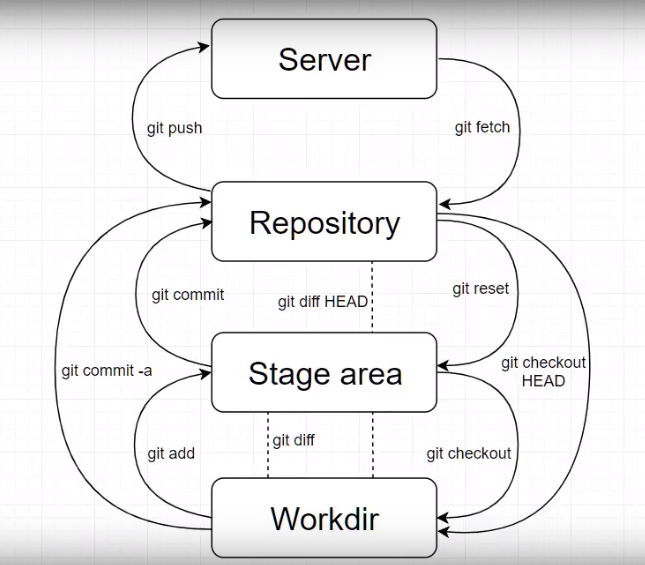 Server
git push
git fetch
Repository
git commit
git diff HEAD
git reset
git commit -a
git checkout
HEAD
Stage area
git add
git diff
git checkout
Workdir